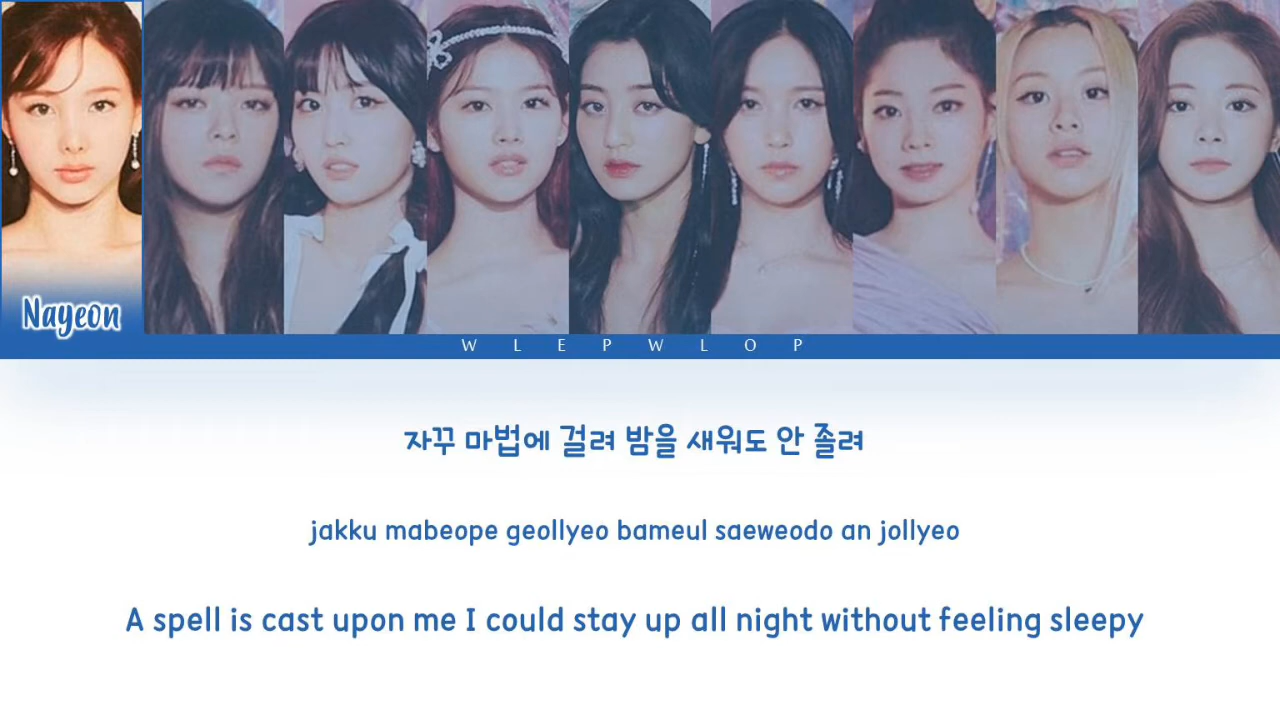 Nayeon
W L E P W L O P
자꾸 마법에 걸려 밤을 새워도 안 졸려
jakku mabeope geollyeo bameul saeweodo an jollyeo
A spell is cast upon me I could stay up all night without feeling sleepy